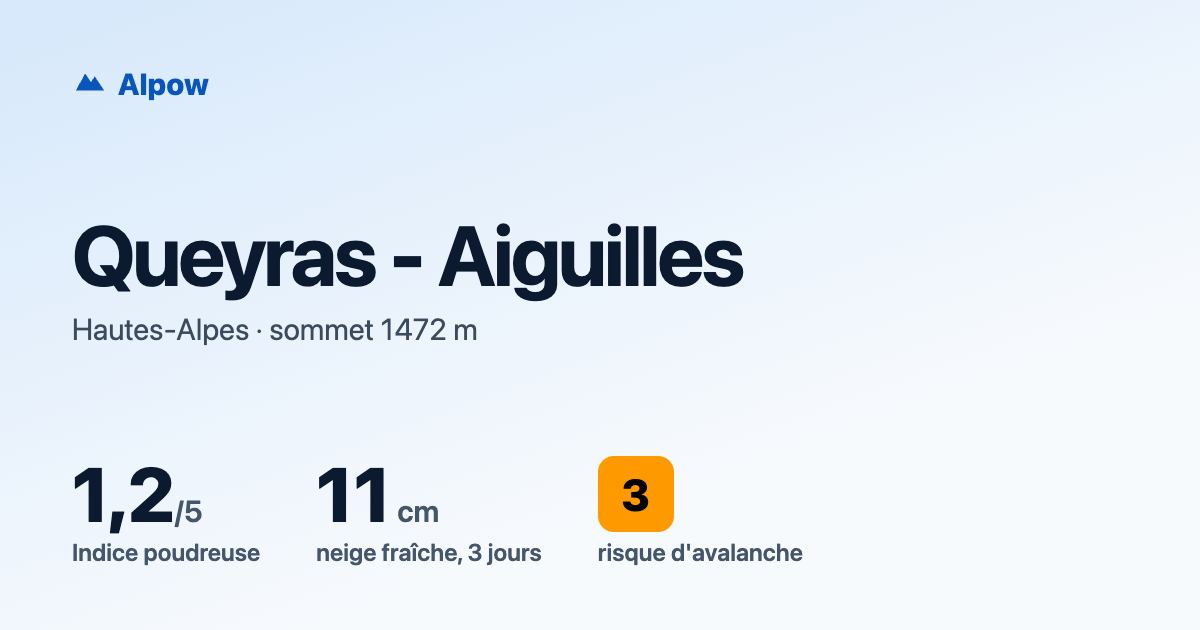 Alpow
Queyras - Aiguilles
Hautes-Alpes · sommet 1472 m
1,2/5 11 cm 3
Indice poudreuse neige fraîche, 3 jours risque d'avalanche